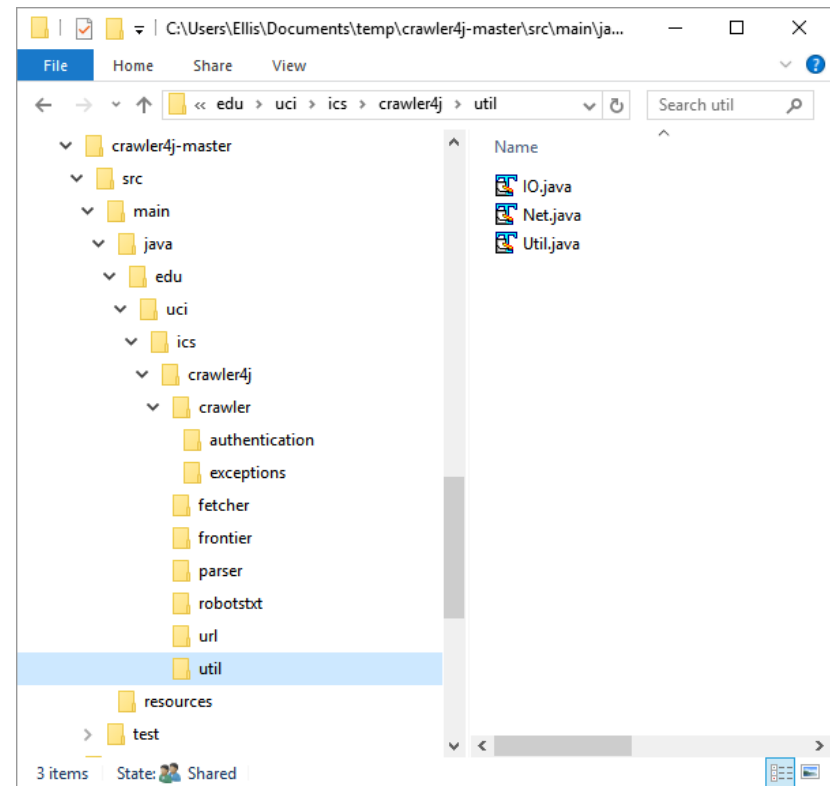 C:\Users\Ellis\Documents\temp\crawler4j-master\src\main\ja...
File Home Share View
« edu › uci › ics › crawler4j › util Search util
crawler4j-master
src
main
java
edu
uci
ics
crawler4j
crawler
authentication
exceptions
fetcher
frontier
parser
robotstxt
url
util
resources
test
Name
IO.java
Net.java
Util.java
3 items State: Shared